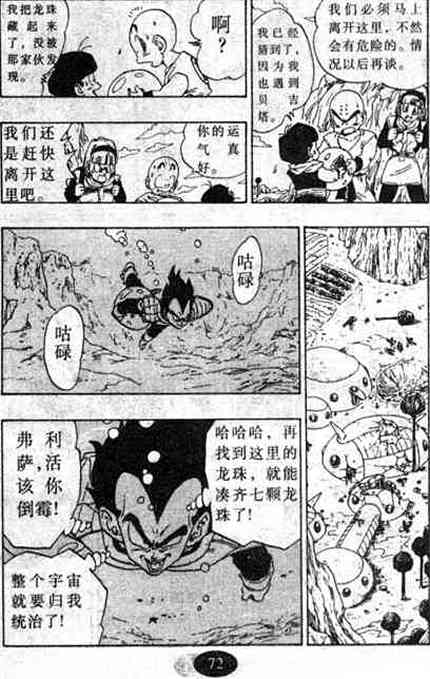 我们必须马上
离开这里，不然
会有危险的。情
况以后再谈。
我已经
猜到了，
因为我
也遇到
贝吉
塔。
啊？
我把龙珠
藏起来
了，没被
那家伙发
现。
你的运
气真
好。
我们还
是赶快
离开这
里吧。
咕碌
咕碌
哈哈哈，再
找到这里的
龙珠，就能
凑齐七颗龙
珠了！
弗利
萨，活
该你
倒霉！
整个宇宙
就要归我
统治了！
72